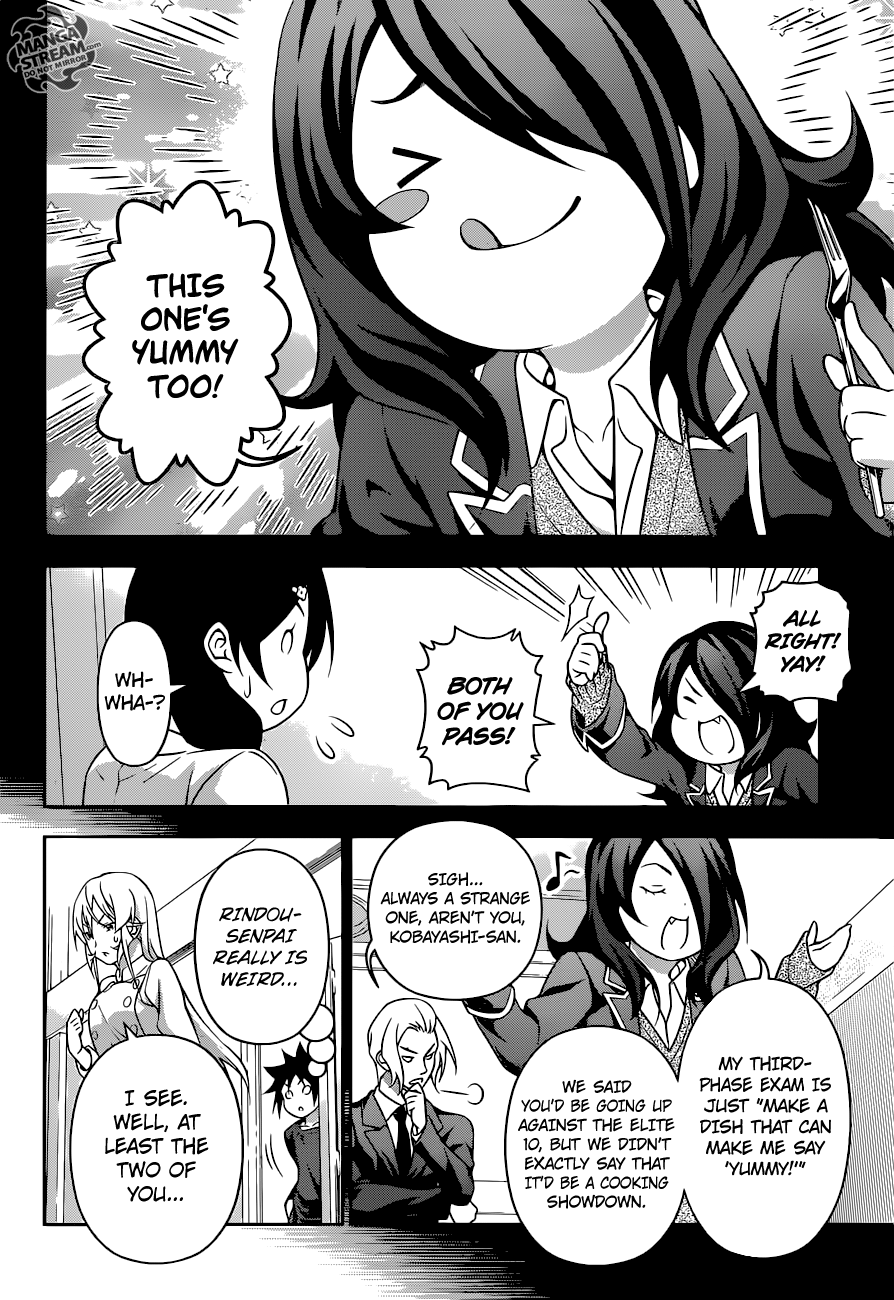 MANGA
STREAM.com
DO NOT MIRROR
THIS
ONE'S
YUMMY
TOO!
ALL
RIGHT!
YAY!
BOTH
OF YOU
PASS!
WH-
WHA-?
MY THIRD-
PHASE EXAM IS
JUST "MAKE A
DISH THAT CAN
MAKE ME SAY
'YUMMY!'"
WE SAID
YOU'D BE GOING UP
AGAINST THE ELITE
10, BUT WE DIDN'T
EXACTLY SAY THAT
IT'D BE A COOKING
SHOWDOWN.
SIGH...
ALWAYS A STRANGE
ONE, AREN'T YOU,
KOBAYASHI-SAN.
RINDOU-
SENPAI
REALLY IS
WEIRD...
I SEE.
WELL, AT
LEAST THE
TWO OF
YOU...